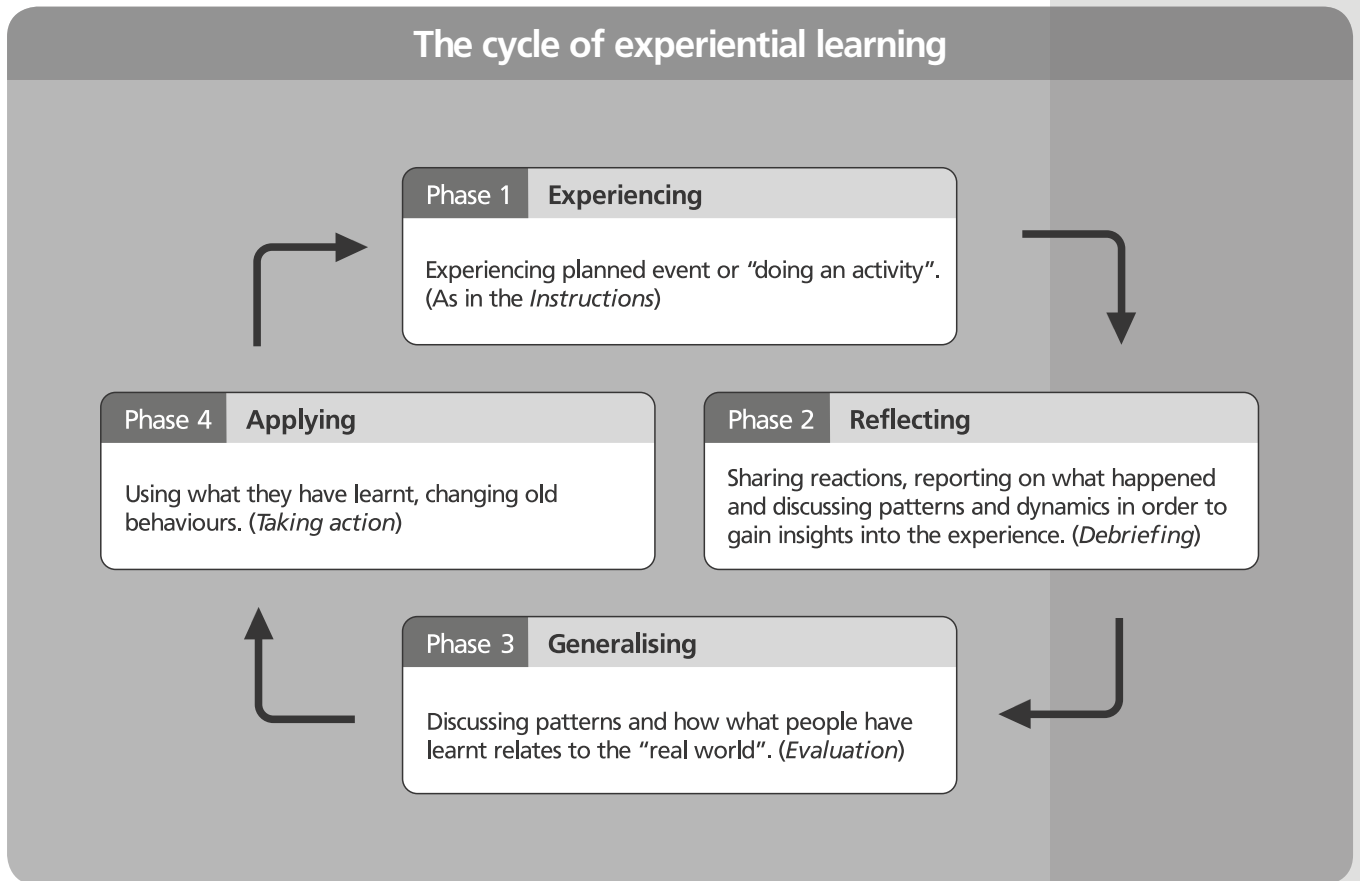 The cycle of experiential learning
Phase 1 Experiencing
Experiencing planned event or “doing an activity”.
(As in the Instructions)
Phase 2 Reflecting
Sharing reactions, reporting on what happened
and discussing patterns and dynamics in order to
gain insights into the experience. (Debriefing)
Phase 3 Generalising
Discussing patterns and how what people have
learnt relates to the “real world”. (Evaluation)
Phase 4 Applying
Using what they have learnt, changing old
behaviours. (Taking action)